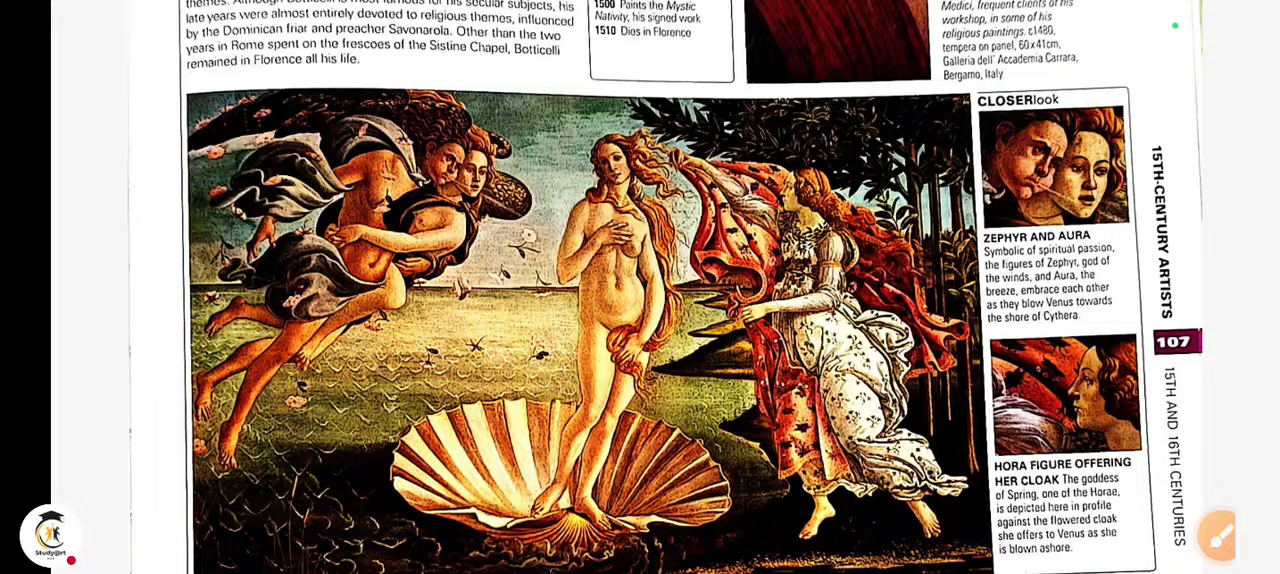 themes. Although Botticelli is most famous for his secular subjects, his
late years were almost entirely devoted to religious themes, influenced
by the Dominican friar and preacher Savonarola. Other than the two
years in Rome spent on the frescoes of the Sistine Chapel, Botticelli
remained in Florence all his life.
1500 Paints the Mystic
Nativity, his signed work
1510 Dies in Florence
Medici, frequent clients of his
workshop, in some of his
religious paintings. c1480,
tempera on panel, 60x41cm,
Galleria dell' Accademia Carrara,
Bergamo, Italy
CLOSERlook
ZEPHYR AND AURA
Symbolic of spiritual passion,
the figures of Zephyr, god of
the winds, and Aura, the
breeze, embrace each other
as they blow Venus towards
the shore of Cythera.
HORA FIGURE OFFERING
HER CLOAK The goddess
of Spring, one of the Horae,
is depicted here in profile
against the flowered cloak
she offers to Venus as she
is blown ashore.
15TH-CENTURY ARTISTS
107
15TH AND 16TH CENTURIES
Study@rt